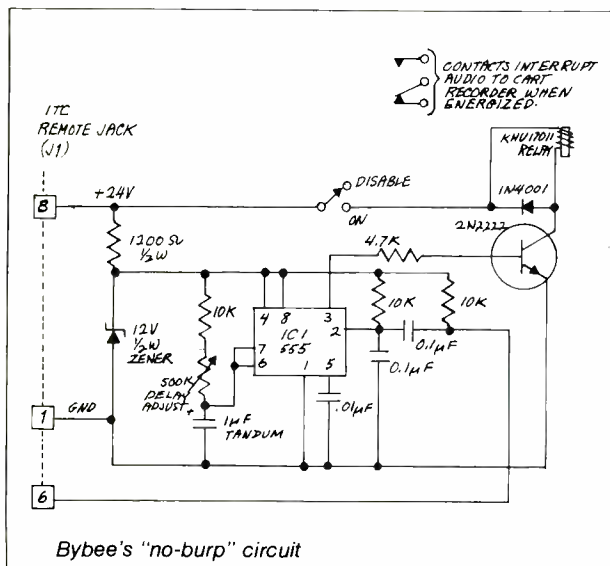 CONTACTS INTERRUPT
AUDIO TO CART
RECORDER WHEN
ENERGIZED.
ITC
REMOTE JACK
(J1)
KHU17D11
RELAY
+24V
DISABLE
1N4001
8
ON
2N2222
1200Ω
½W
4.7K
10K
4 8 3
2
IC1
555
7
6
1 5
10K
10K
0.1µF
0.1µF
12V
½W
ZENER
500K
DELAY
ADJUST
+
.01µF
1 GND
1µF
TANDUM
6
Bybee's "no-burp" circuit